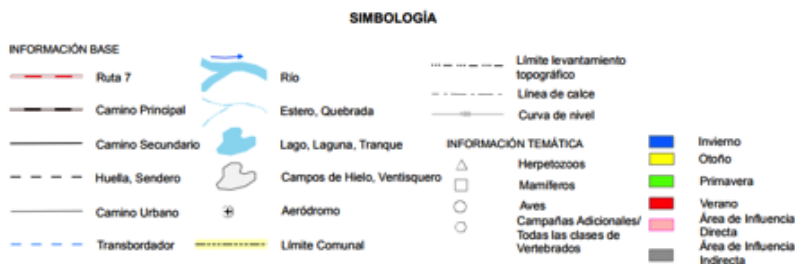 SIMBOLOGÍA
INFORMACIÓN BASE
Ruta 7
Camino Principal
Camino Secundario
Huella, Sendero
Camino Urbano
Transbordador
Río
Estero, Quebrada
Lago, Laguna, Tranque
Campos de Hielo, Ventisquero
Aeródromo
Límite Comunal
Límite levantamiento
topográfico
Línea de calce
Curva de nivel
INFORMACIÓN TEMÁTICA
Herpetozoos
Mamíferos
Aves
Campañas Adicionales/
Todas las clases de
Vertebrados
Invierno
Otoño
Primavera
Verano
Área de Influencia
Directa
Área de Influencia
Indirecta